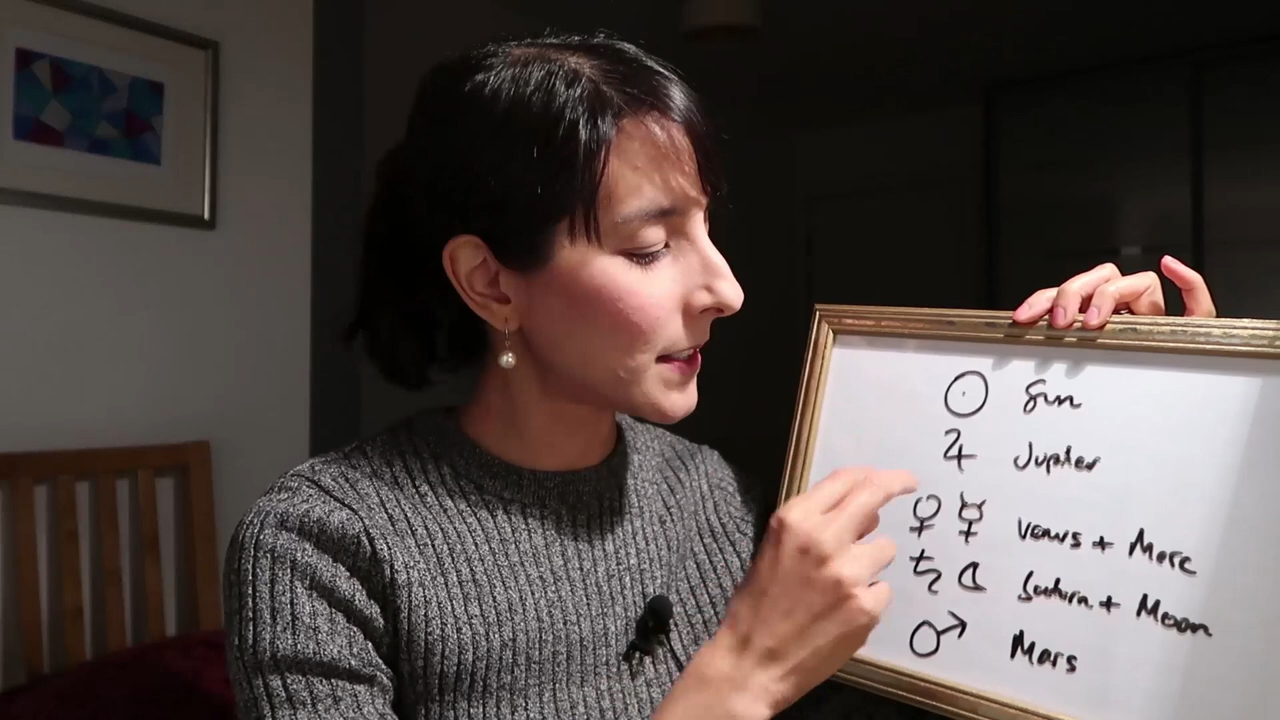 ☉ Sun
♃ Jupiter
♀ ☿ Venus + Merc
♄ ☾ Saturn + Moon
♂ Mars